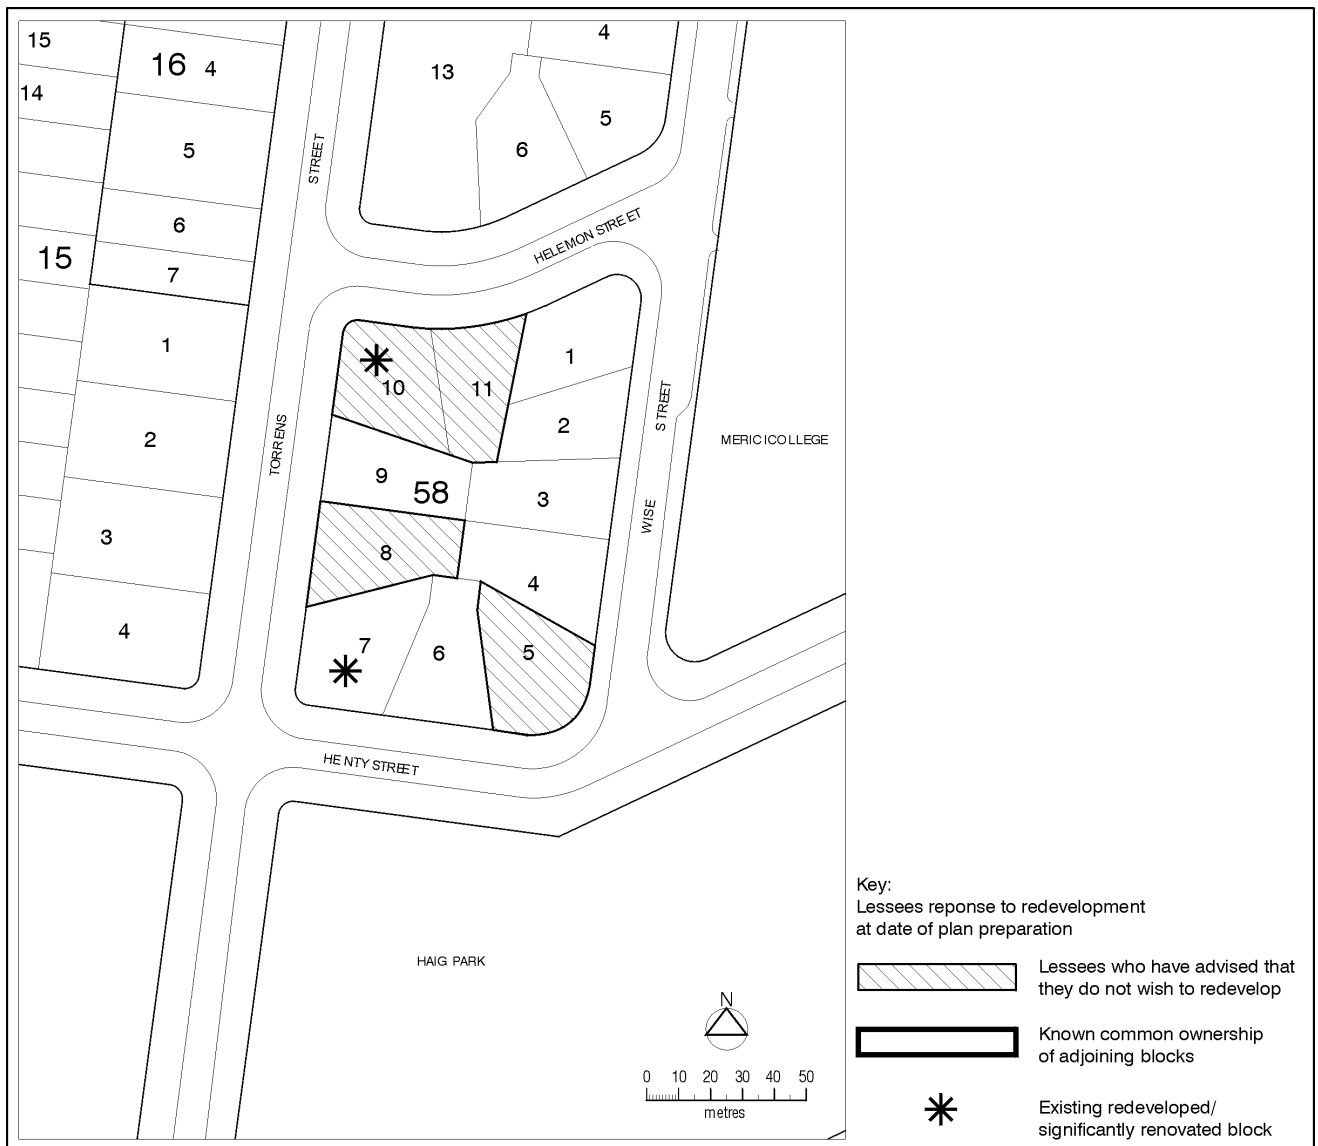 15
16 4
13
4
14
5
5
6
STREET
6
HELEMON STREET
15
7
1
1
10
11
2
STREET
TORRENS
2
MERICI COLLEGE
9
58
3
WISE
3
8
4
4
7
6
5
HENTY STREET
Key:
Lessees reponse to redevelopment
at date of plan preparation
HAIG PARK
Lessees who have advised that
they do not wish to redevelop
N
Known common ownership
of adjoining blocks
0 10 20 30 40 50
metres
Existing redeveloped/
significantly renovated block